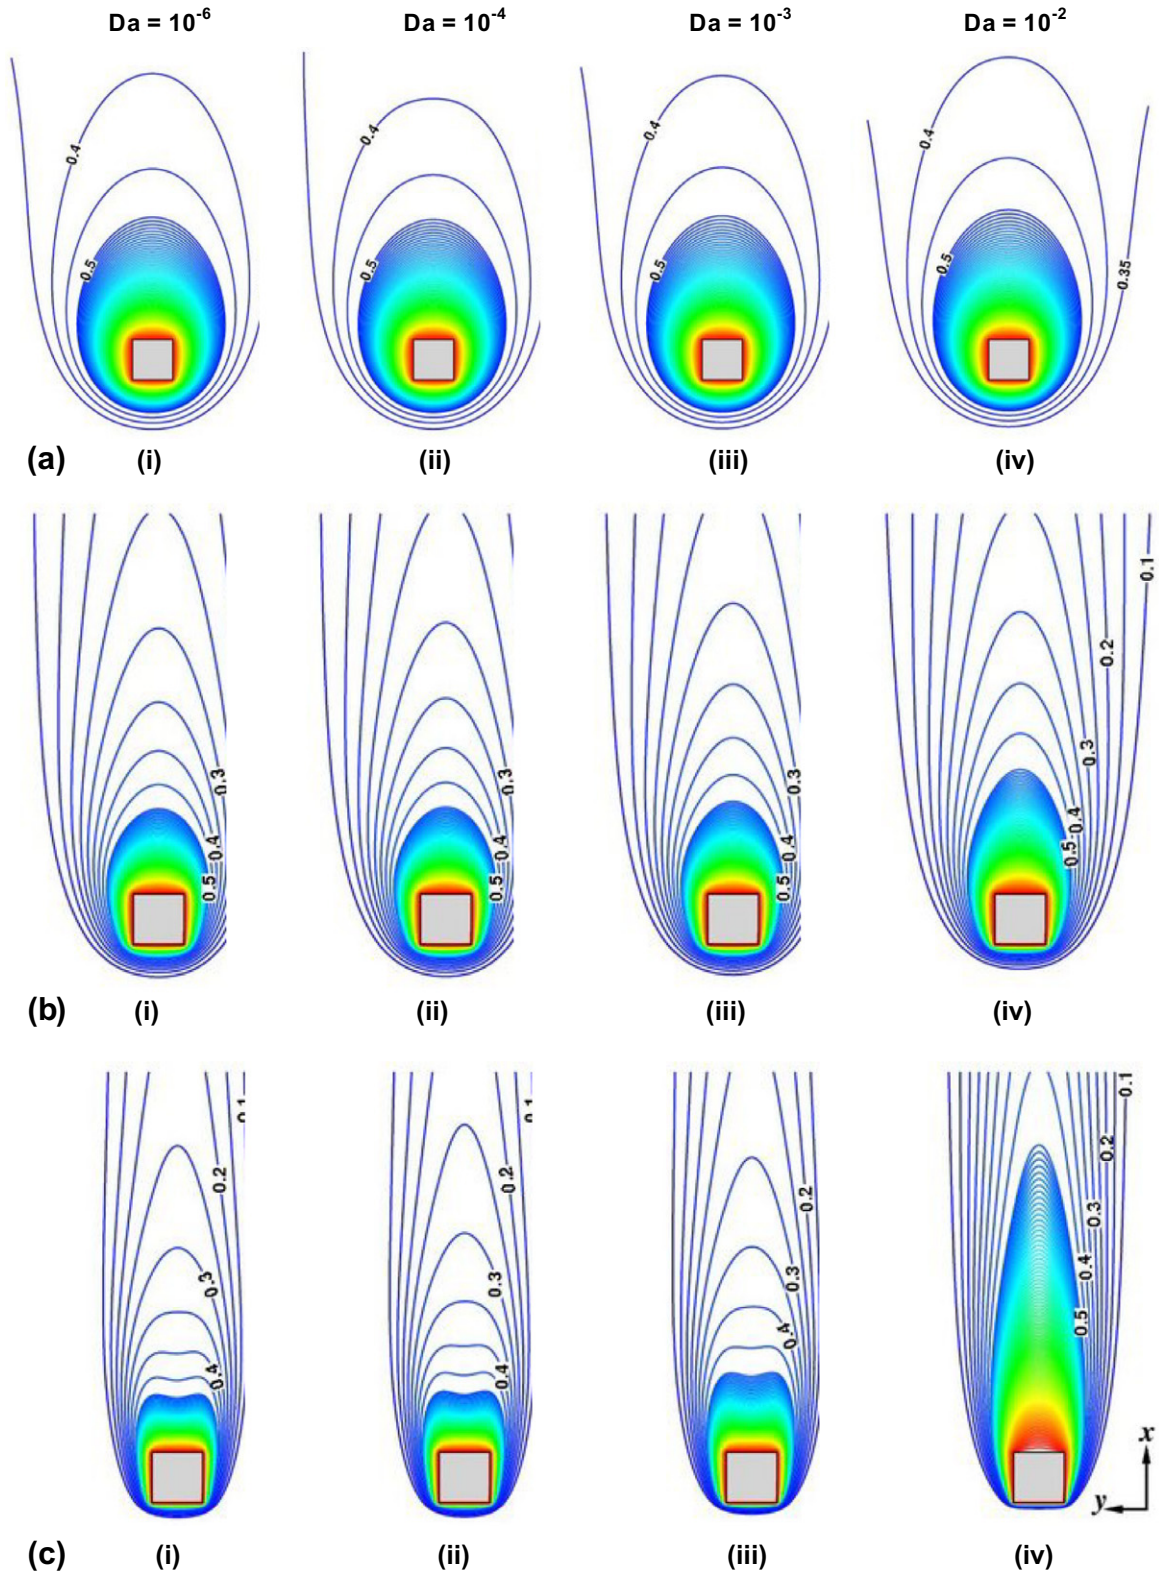 Da = 10⁻⁶ Da = 10⁻⁴ Da = 10⁻³ Da = 10⁻²
0.4 0.4 0.4 0.4
0.5 0.5 0.5 0.5 0.35
(a) (i) (ii) (iii) (iv)
0.1
0.2
0.3 0.3 0.3 0.3
0.4 0.4 0.4 0.4
0.5 0.5 0.5 0.5
(b) (i) (ii) (iii) (iv)
0.1 0.1 0.1
0.2 0.2 0.2 0.2
0.3 0.3 0.3 0.3
0.4 0.4 0.4 0.4
0.5
x
y
(c) (i) (ii) (iii) (iv)